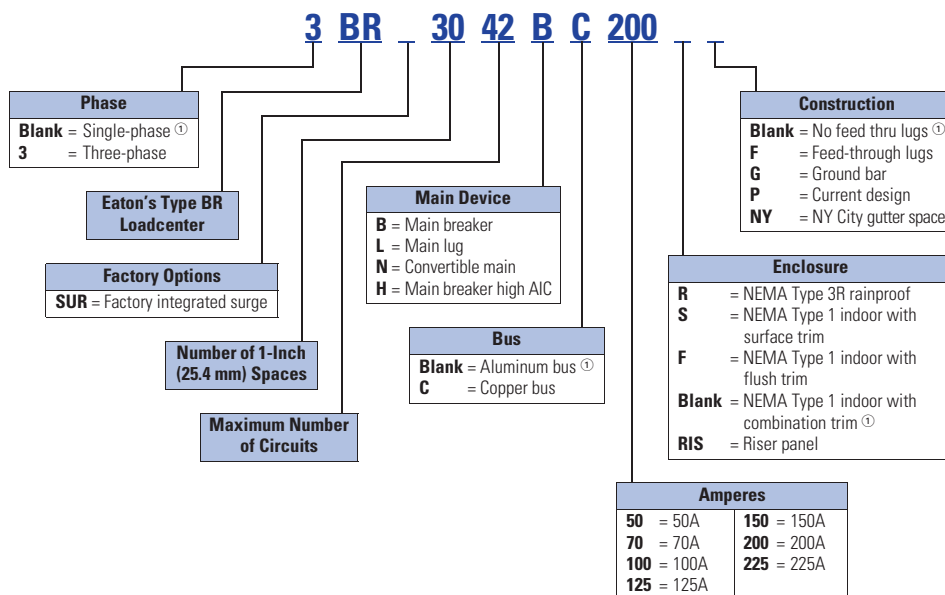 3 BR _ 30 42 B C 200 _ _
Phase
Blank = Single-phase ①
3 = Three-phase
Eaton's Type BR
Loadcenter
Factory Options
SUR = Factory integrated surge
Number of 1-Inch
(25.4 mm) Spaces
Maximum Number
of Circuits
Main Device
B = Main breaker
L = Main lug
N = Convertible main
H = Main breaker high AIC
Bus
Blank = Aluminum bus ①
C = Copper bus
Construction
Blank = No feed thru lugs ①
F = Feed-through lugs
G = Ground bar
P = Current design
NY = NY City gutter space
Enclosure
R = NEMA Type 3R rainproof
S = NEMA Type 1 indoor with
surface trim
F = NEMA Type 1 indoor with
flush trim
Blank = NEMA Type 1 indoor with
combination trim ①
RIS = Riser panel
Amperes
50 = 50A
70 = 70A
100 = 100A
125 = 125A
150 = 150A
200 = 200A
225 = 225A